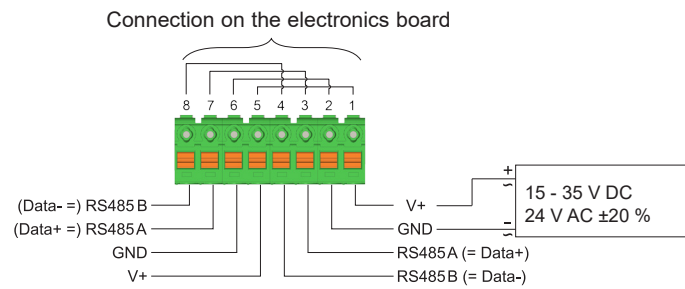 Connection on the electronics board
8 7 6 5 4 3 2 1
(Data- =) RS485 B
(Data+ =) RS485 A
GND
V+
V+
GND
RS485 A (= Data+)
RS485 B (= Data-)
+
~
–
~
15 - 35 V DC
24 V AC ±20 %